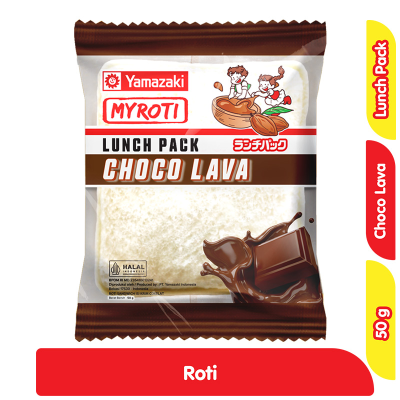 Yamazaki
MYROTI
LUNCH PACK
ランチパック
CHOCO LAVA
HALAL
INDONESIA
Roti
Lunch Pack
Choco Lava
50 g